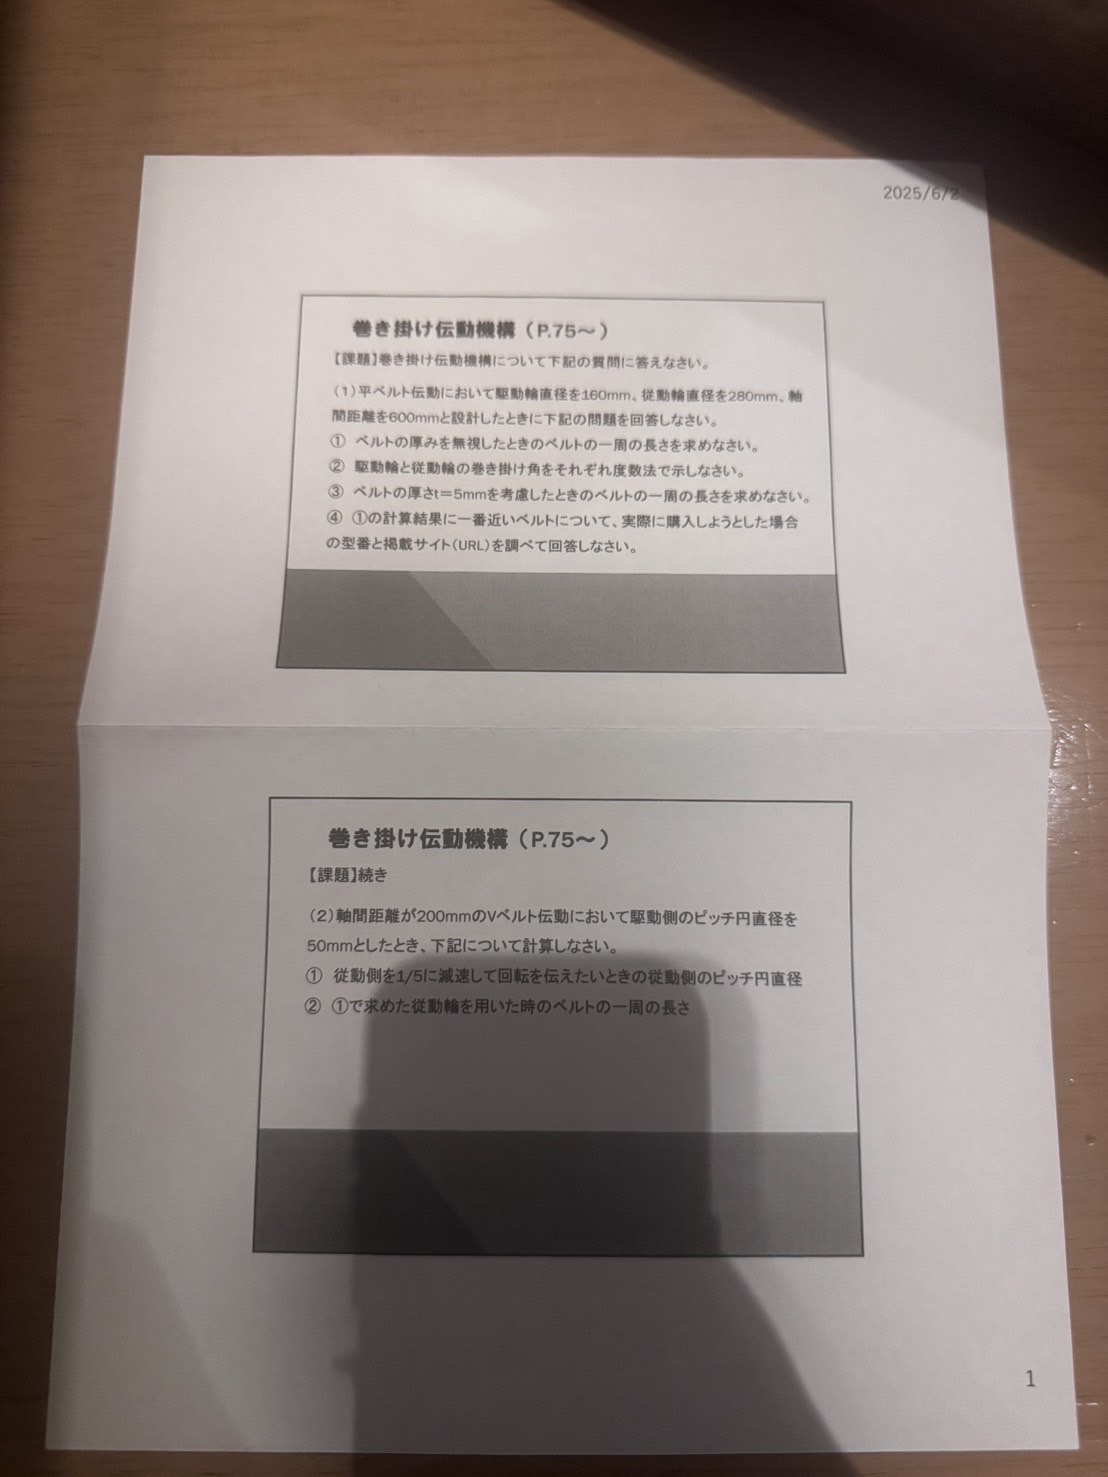 2025/6/2
巻き掛け伝動機構（P.75～）
【課題】巻き掛け伝動機構について下記の質問に答えなさい。
（1）平ベルト伝動において駆動輪直径を160mm、従動輪直径を280mm、軸
間距離を600mmと設計したときに下記の問題を回答しなさい。
① ベルトの厚みを無視したときのベルトの一周の長さを求めなさい。
② 駆動輪と従動輪の巻き掛け角をそれぞれ度数法で示しなさい。
③ ベルトの厚さt＝5mmを考慮したときのベルトの一周の長さを求めなさい。
④ ①の計算結果に一番近いベルトについて、実際に購入しようとした場合
の型番と掲載サイト（URL）を調べて回答しなさい。
巻き掛け伝動機構（P.75～）
【課題】続き
（2）軸間距離が200mmのVベルト伝動において駆動側のピッチ円直径を
50mmとしたとき、下記について計算しなさい。
① 従動側を1/5に減速して回転を伝えたいときの従動側のピッチ円直径
② ①で求めた従動輪を用いた時のベルトの一周の長さ
1